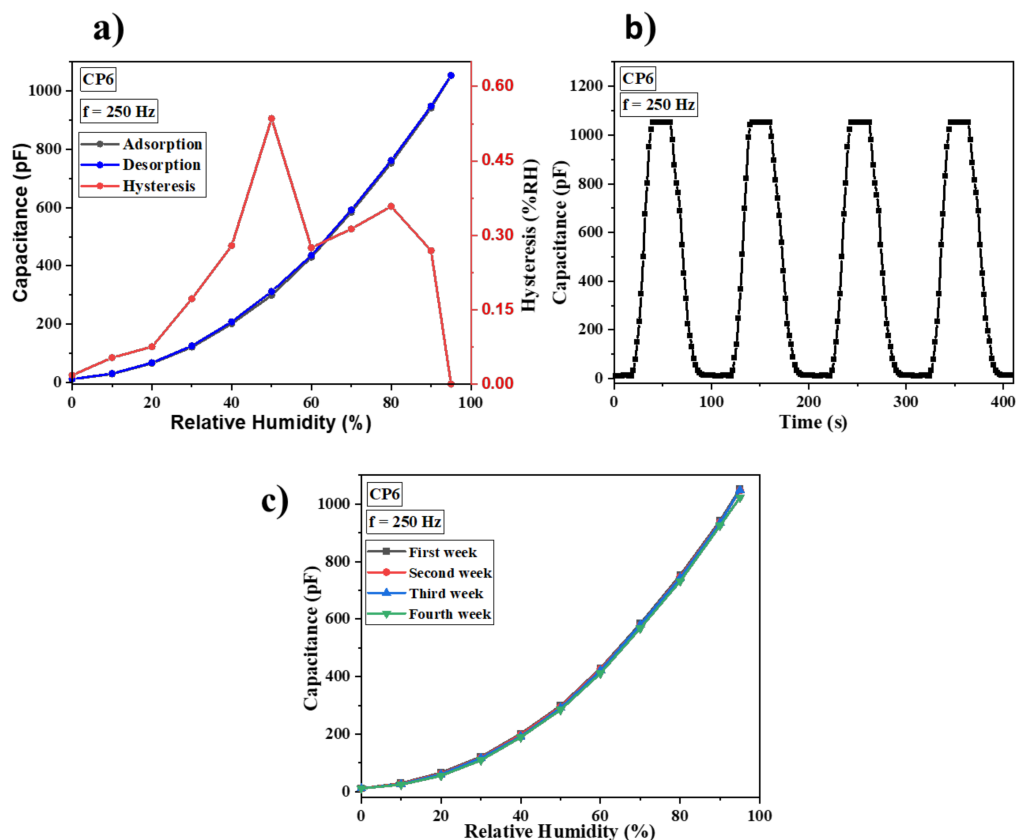 a)
CP6
f = 250 Hz
Adsorption
Desorption
Hysteresis
Capacitance (pF)
1000
800
600
400
200
0
0 20 40 60 80 100
Relative Humidity (%)
0.60
0.45
0.30
0.15
0.00
Hysteresis (%RH)
b)
CP6
f = 250 Hz
Capacitance (pF)
1200
1000
800
600
400
200
0
0 100 200 300 400
Time (s)
c)
CP6
f = 250 Hz
First week
Second week
Third week
Fourth week
Capacitance (pF)
1000
800
600
400
200
0
0 20 40 60 80 100
Relative Humidity (%)